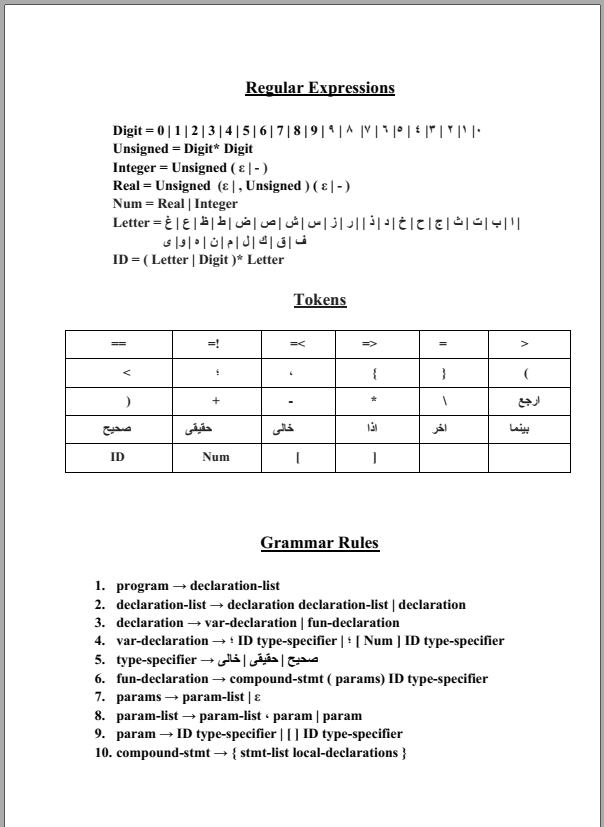 Regular Expressions
Digit = 0 | 1 | 2 | 3 | 4 | 5 | 6 | 7 | 8 | 9 | ٩ | ٨ | ٧ | ٦ | ٥ | ٤ | ٣ | ٢ | ١ | ٠
Unsigned = Digit* Digit
Integer = Unsigned ( ε | - )
Real = Unsigned (ε | , Unsigned ) ( ε | - )
Num = Real | Integer
Letter = ا | ب | ت | ث | ج | ح | خ | د | ذ | ر | ز | س | ش | ص | ض | ط | ظ | ع | غ |
ف | ق | ك | ل | م | ن | ه | و | ى
ID = ( Letter | Digit )* Letter
Tokens
== =! =< => = >
< ؛ ، { } (
) + - * \ ارجع
صحيح حقيقى خالى اذا اخر بينما
ID Num [ ]
Grammar Rules
1. program → declaration-list
2. declaration-list → declaration declaration-list | declaration
3. declaration → var-declaration | fun-declaration
4. var-declaration → ؛ ID type-specifier | ؛ [ Num ] ID type-specifier
5. type-specifier → صحيح | حقيقى | خالى
6. fun-declaration → compound-stmt ( params) ID type-specifier
7. params → param-list | ε
8. param-list → param-list ، param | param
9. param → ID type-specifier | [ ] ID type-specifier
10. compound-stmt → { stmt-list local-declarations }